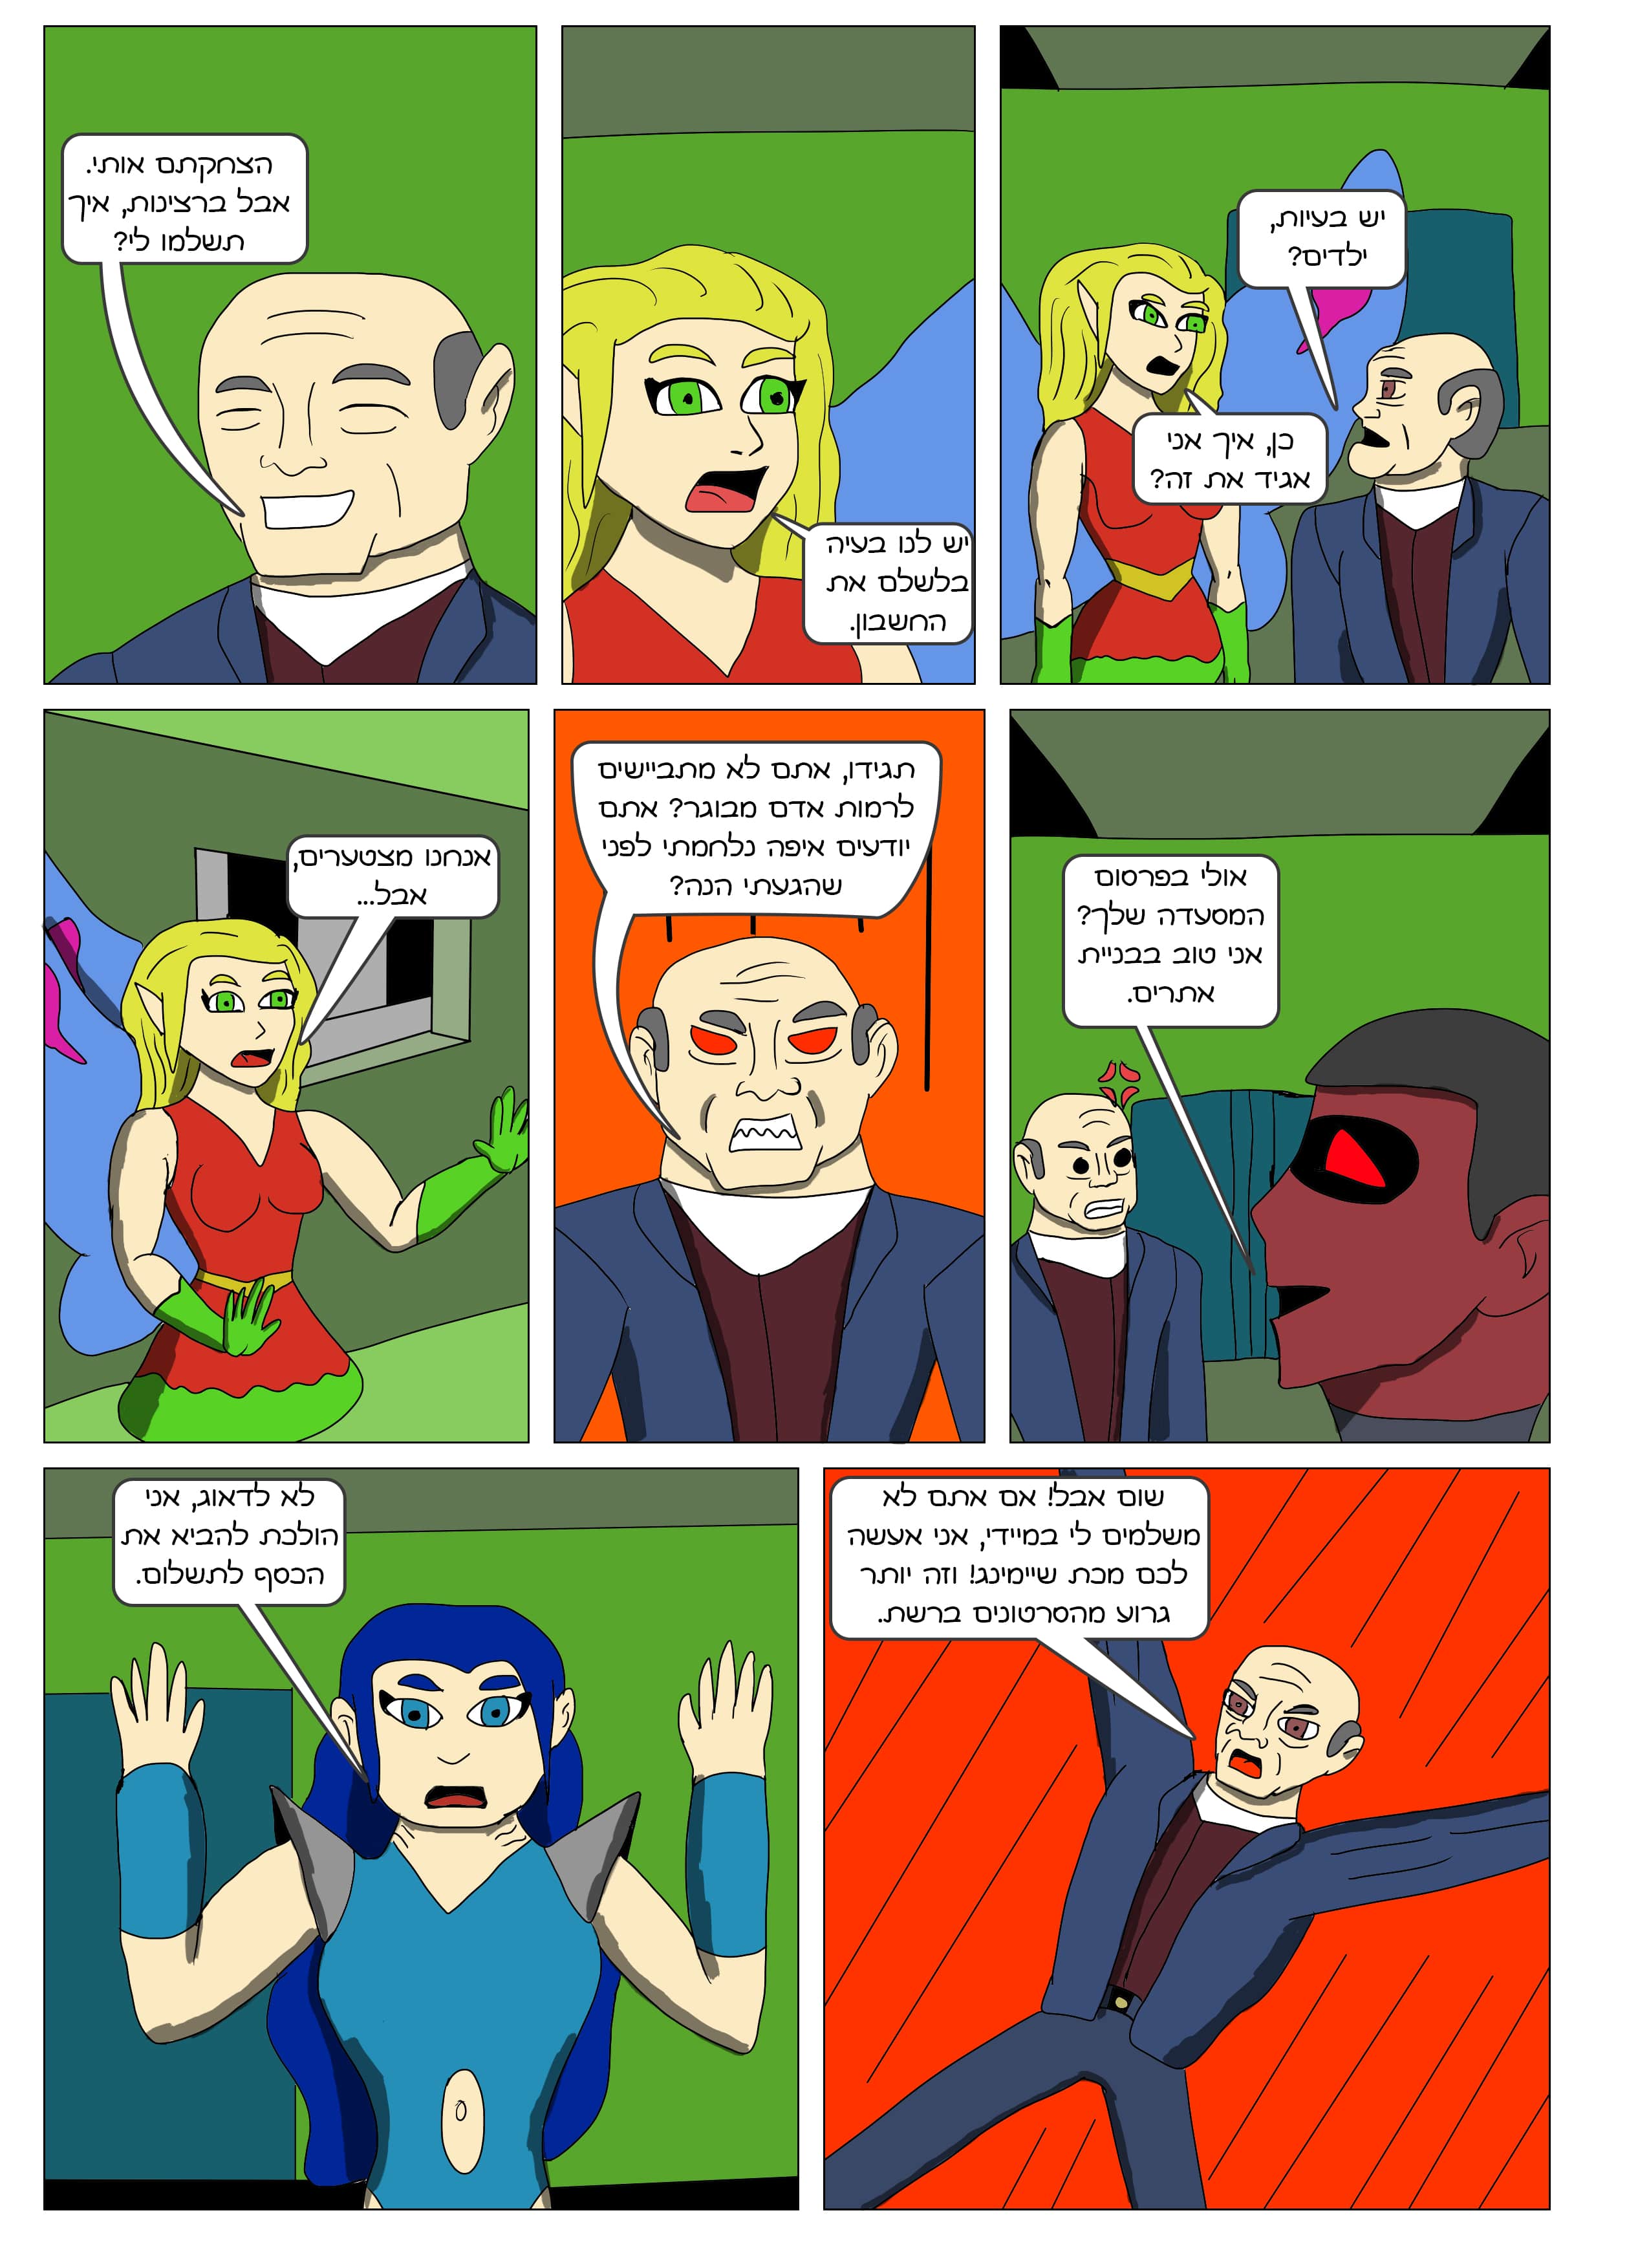 יש בעיות,
ילדים?
כן, איך אני
אגיד את זה?
יש לנו בעיה
בלשלם את
החשבון.
הצחקתם אותי.
אבל ברצינות, איך
תשלמו לי?
אולי בפרסום
המסעדה שלך?
אני טוב בבניית
אתרים.
תגידו, אתם לא מתביישים
לרמות אדם מבוגר? אתם
יודעים איפה נלחמתי לפני
שהגעתי הנה?
אנחנו מצטערים,
אבל...
שום אבל! אם אתם לא
משלמים לי במיידי, אני אעשה
לכם מכת שיימינג! וזה יותר
גרוע מהסרטונים ברשת.
לא לדאוג, אני
הולכת להביא את
הכסף לתשלום.